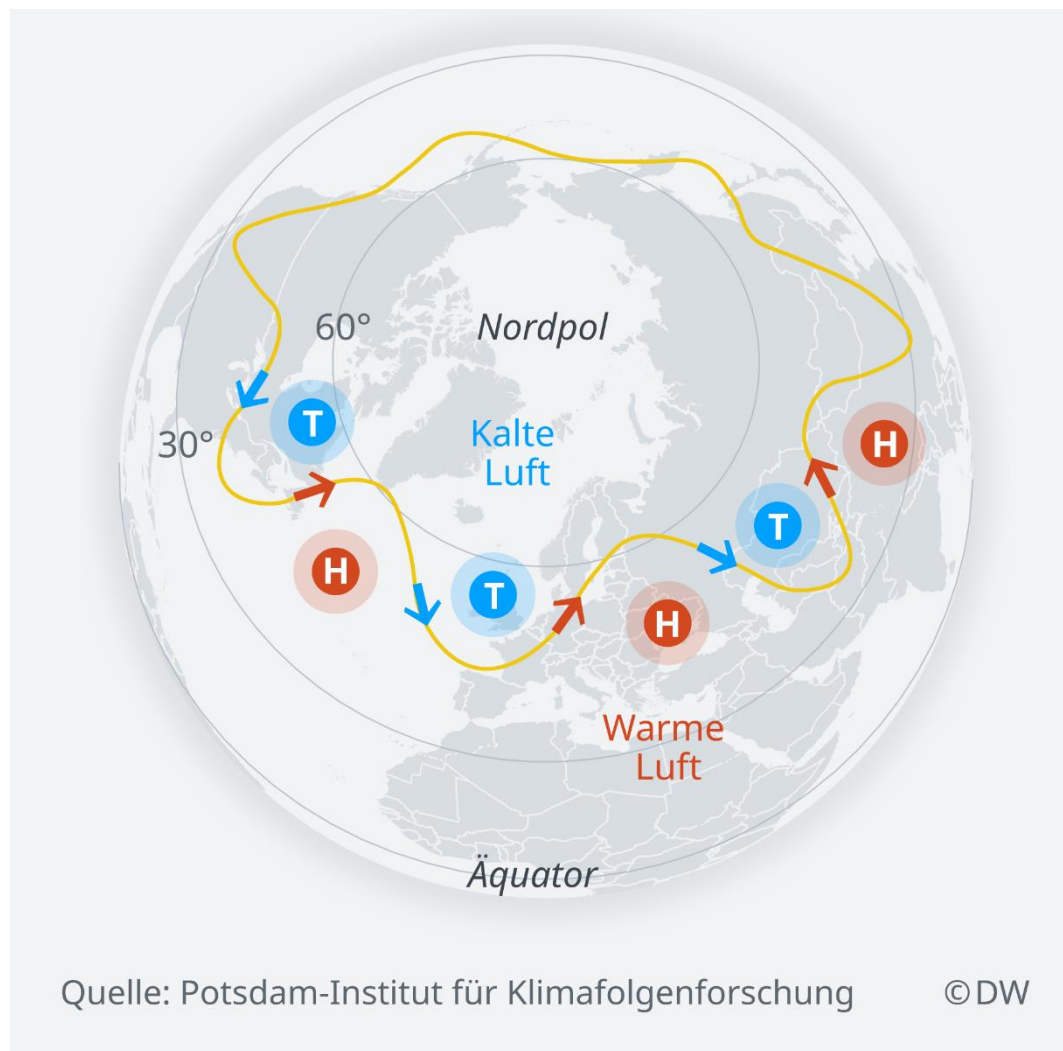 60°
Nordpol
T
Kalte
Luft
30°
H
T
H
T
H
Warme
Luft
Äquator
Quelle: Potsdam-Institut für Klimafolgenforschung
© DW